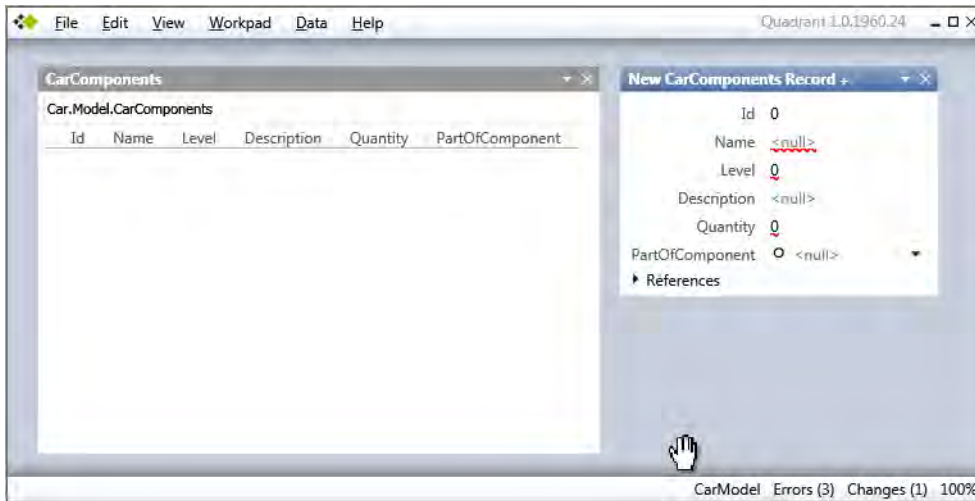 File Edit View Workpad Data Help Quadrant 1.0.1960.24
CarComponents
Car.Model.CarComponents
Id Name Level Description Quantity PartOfComponent
New CarComponents Record +
Id 0
Name <null>
Level 0
Description <null>
Quantity 0
PartOfComponent <null>
References
CarModel Errors (3) Changes (1) 100%